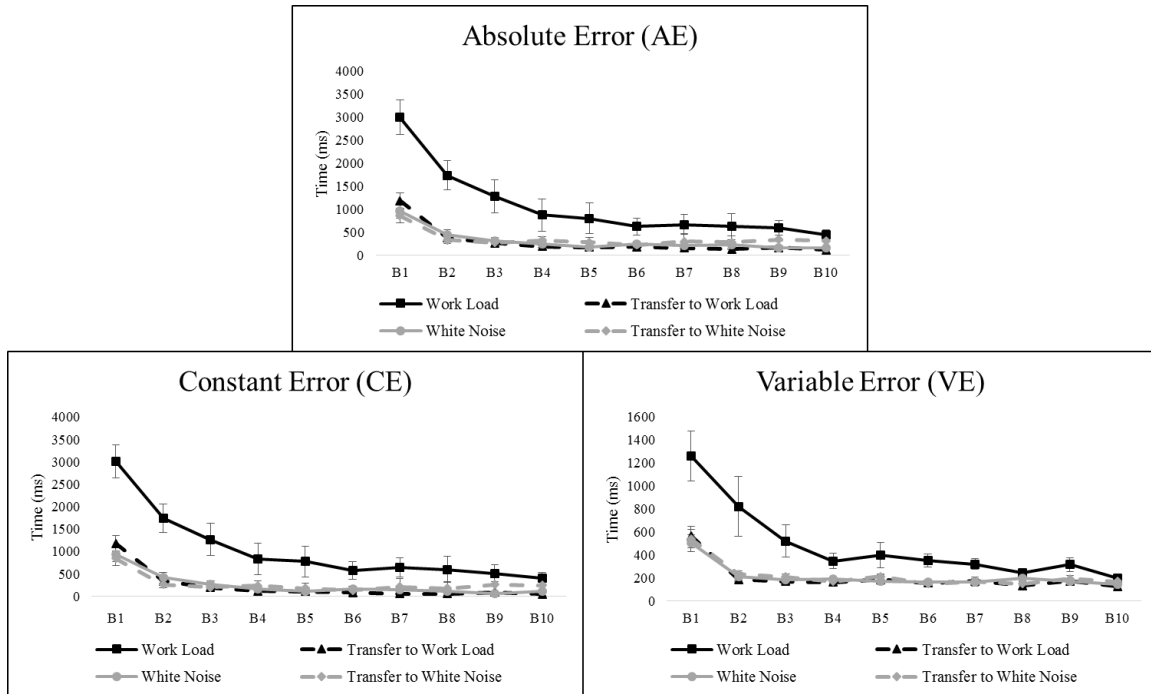 Absolute Error (AE)
Time (ms)
4000
3500
3000
2500
2000
1500
1000
500
0
B1 B2 B3 B4 B5 B6 B7 B8 B9 B10
Work Load Transfer to Work Load
White Noise Transfer to White Noise
Constant Error (CE)
Time (ms)
4000
3500
3000
2500
2000
1500
1000
500
0
B1 B2 B3 B4 B5 B6 B7 B8 B9 B10
Work Load Transfer to Work Load
White Noise Transfer to White Noise
Variable Error (VE)
Time (ms)
1600
1400
1200
1000
800
600
400
200
0
B1 B2 B3 B4 B5 B6 B7 B8 B9 B10
Work Load Transfer to Work Load
White Noise Transfer to White Noise